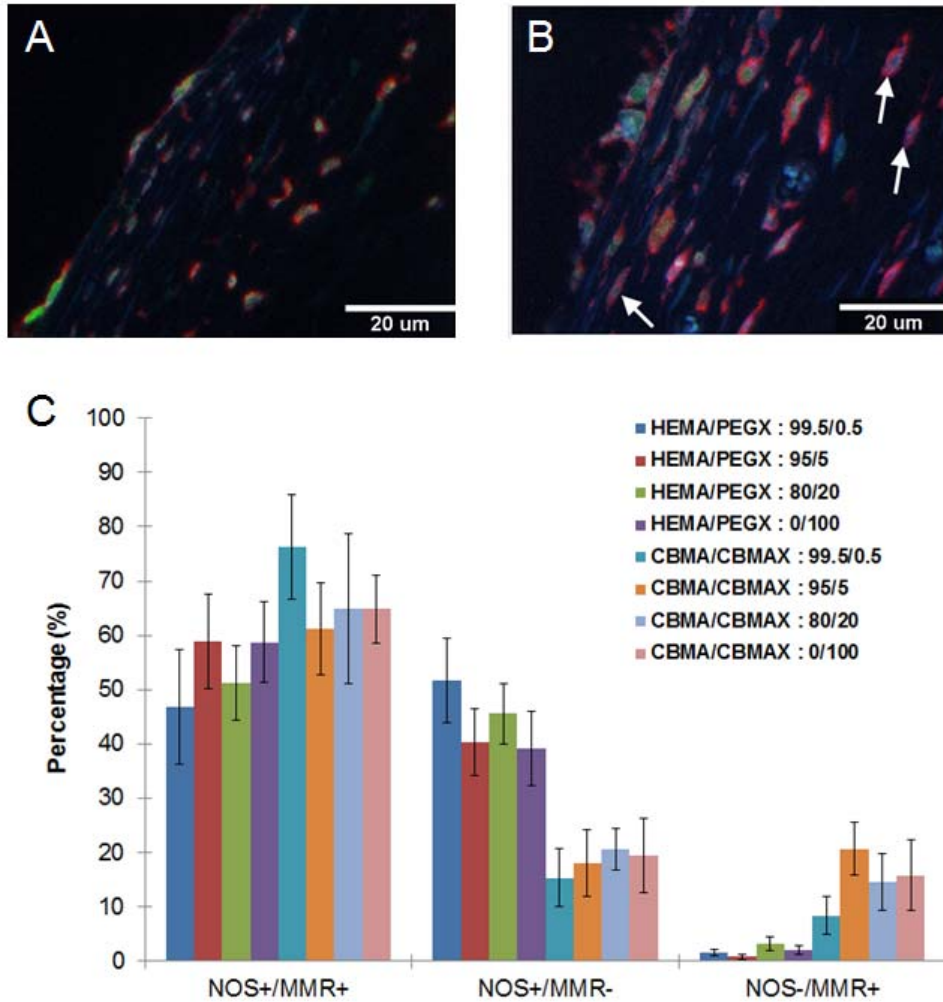 A
B
20 um
20 um
C
100
90
80
70
60
50
40
30
20
10
0
Percentage (%)
HEMA/PEGX : 99.5/0.5
HEMA/PEGX : 95/5
HEMA/PEGX : 80/20
HEMA/PEGX : 0/100
CBMA/CBMAX : 99.5/0.5
CBMA/CBMAX : 95/5
CBMA/CBMAX : 80/20
CBMA/CBMAX : 0/100
NOS+/MMR+
NOS+/MMR-
NOS-/MMR+